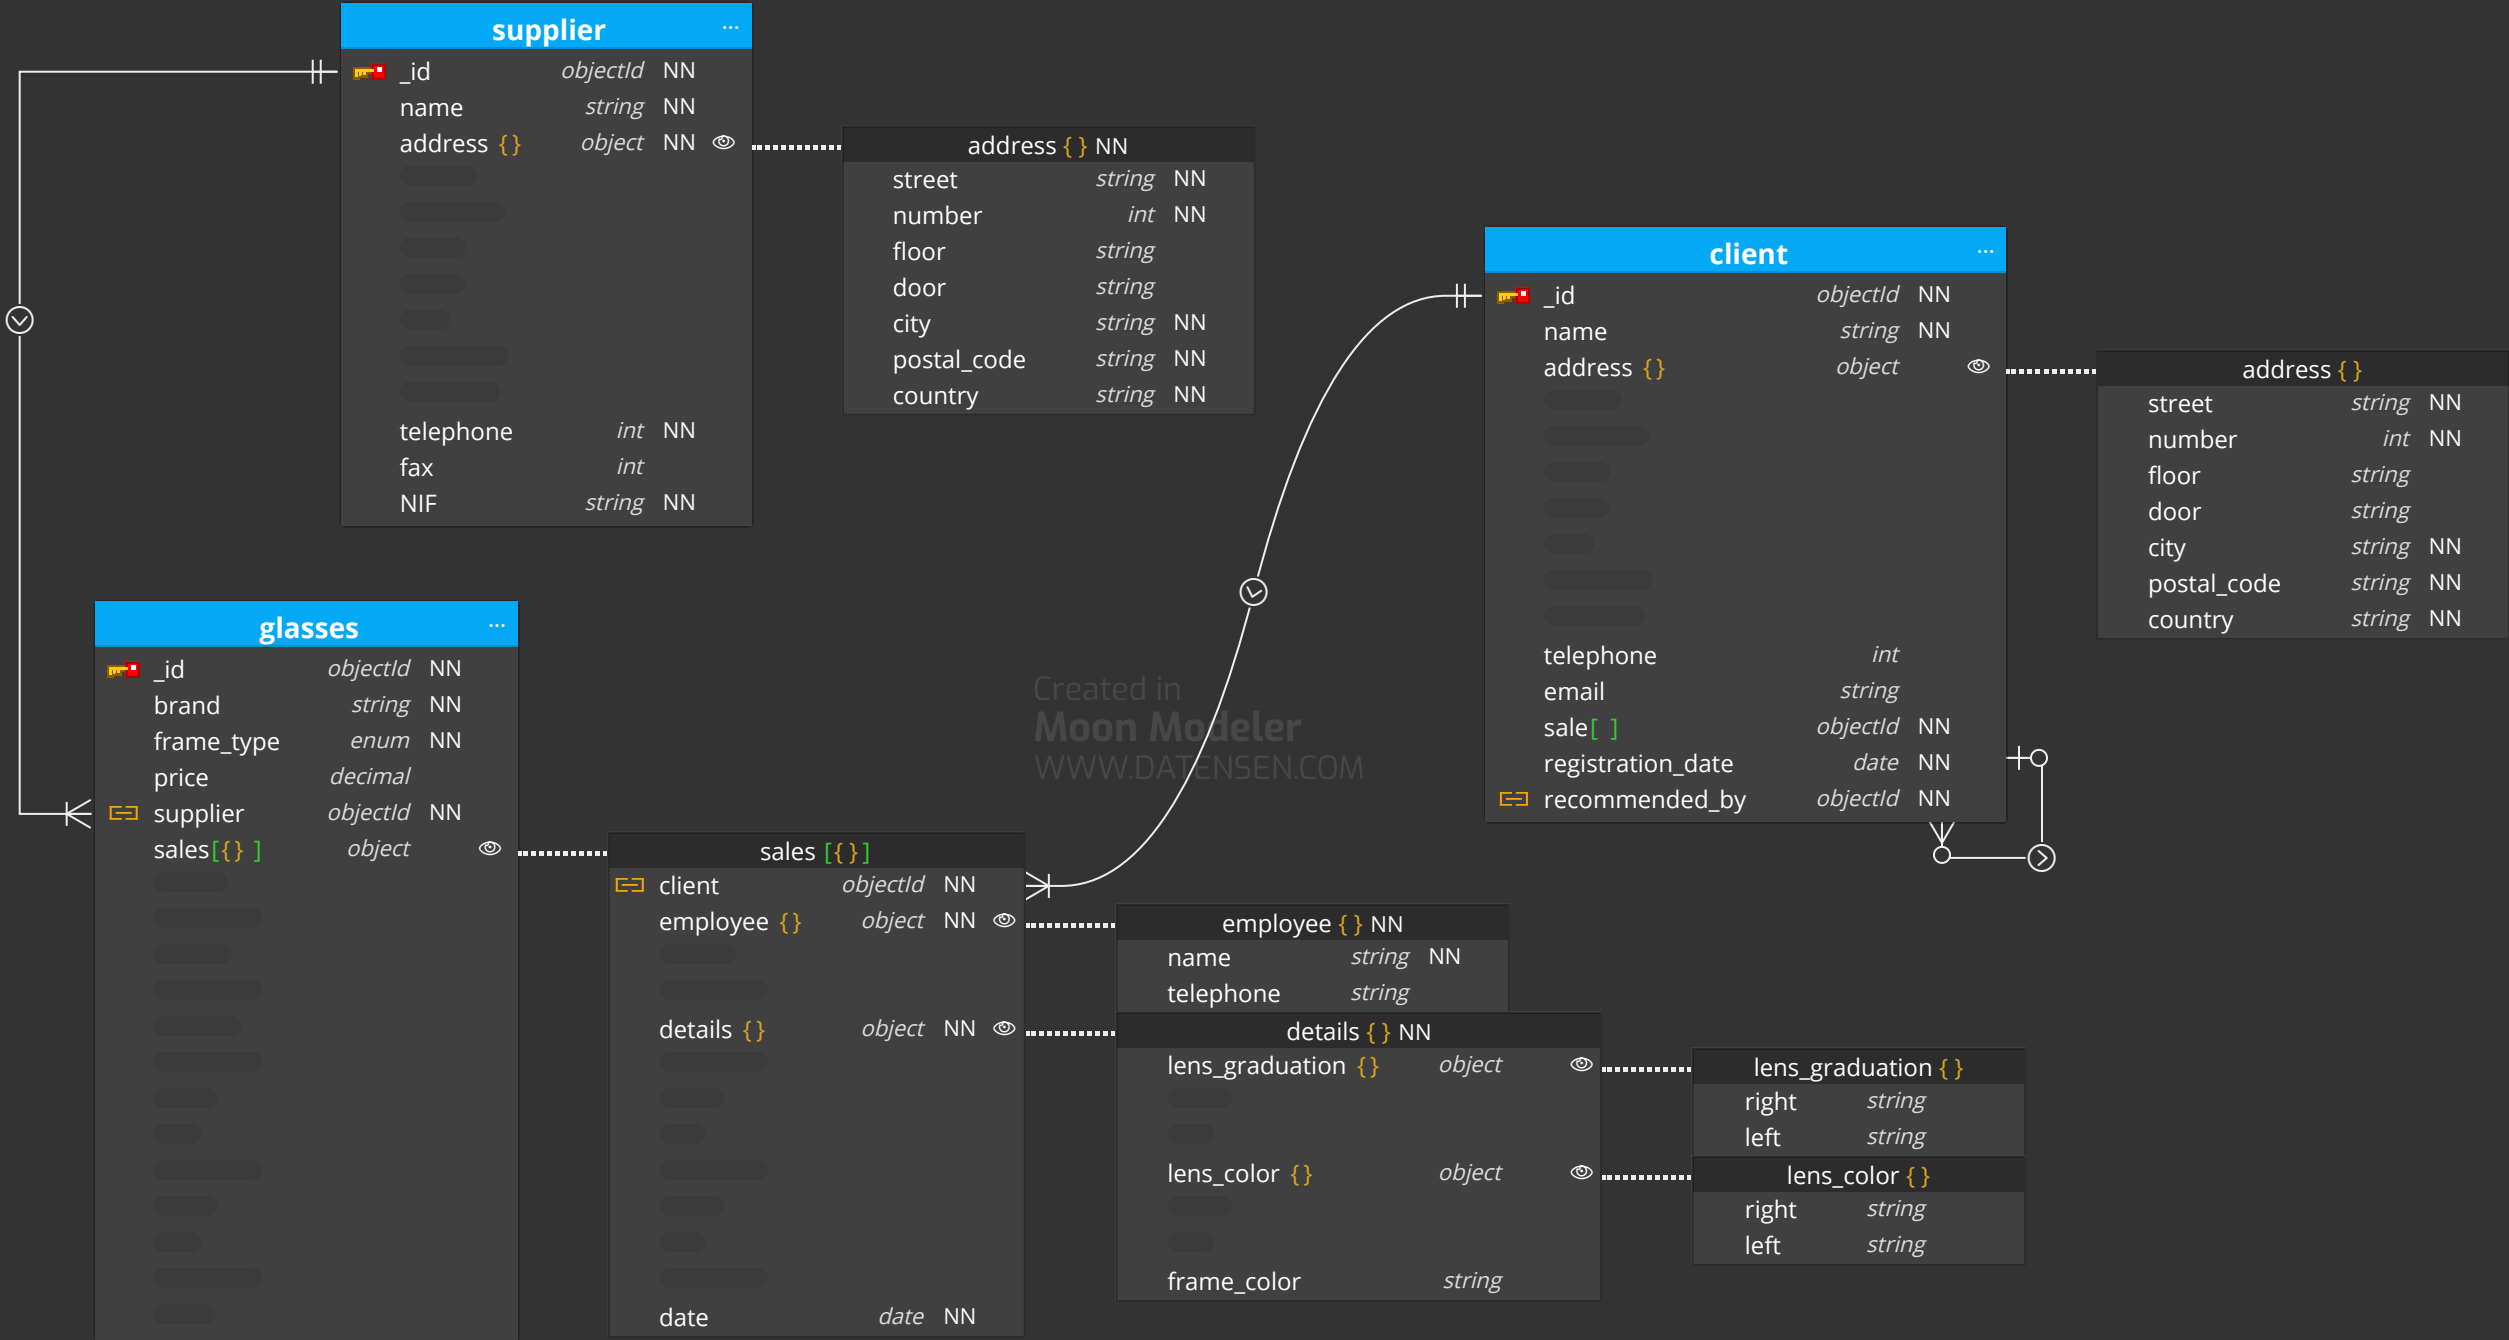 supplier ...
_id objectId NN
name string NN
address {} object NN
telephone int NN
fax int
NIF string NN
address { } NN
street string NN
number int NN
floor string
door string
city string NN
postal_code string NN
country string NN
client ...
_id objectId NN
name string NN
address {} object
telephone int
email string
sale[ ] objectId NN
registration_date date NN
recommended_by objectId NN
address { }
street string NN
number int NN
floor string
door string
city string NN
postal_code string NN
country string NN
glasses ...
_id objectId NN
brand string NN
frame_type enum NN
price decimal
supplier objectId NN
sales[{} ] object
Created in
Moon Modeler
WWW.DATENSEN.COM
sales [{}]
client objectId NN
employee {} object NN
details {} object NN
date date NN
employee { } NN
name string NN
telephone string
details { } NN
lens_graduation {} object
lens_color {} object
frame_color string
lens_graduation { }
right string
left string
lens_color { }
right string
left string